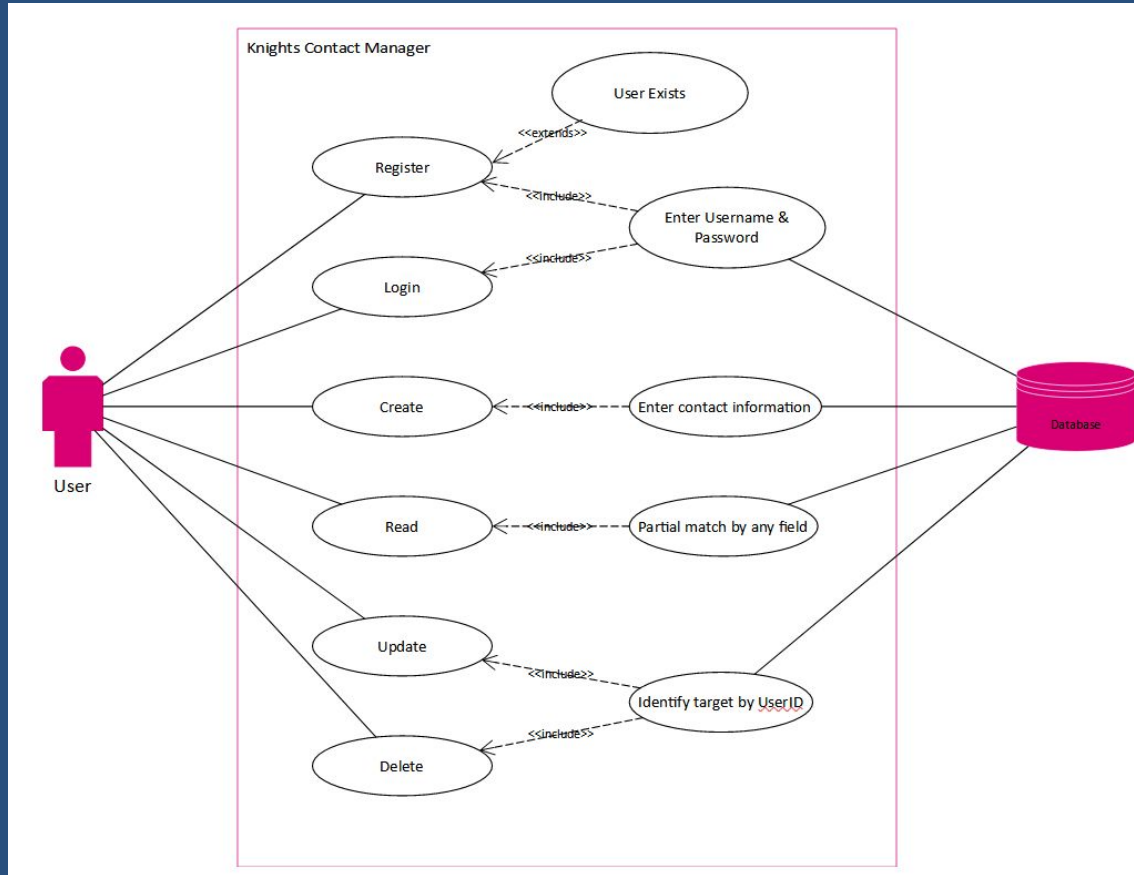 Knights Contact Manager
User Exists
<<extends>>
Register
<<include>>
Enter Username &
Password
<<include>>
Login
Create
<<include>>
Enter contact information
Database
User
Read
<<include>>
Partial match by any field
Update
<<include>>
Identify target by UserID
<<include>>
Delete